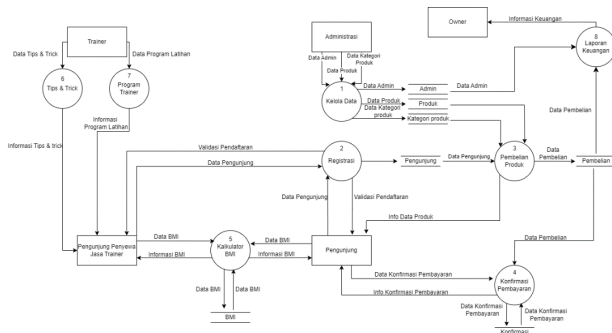 Trainer
Administrasi
Owner
Informasi Keuangan
8
Laporan
Keuangan
Data Tips & Trick
Data Program Latihan
Data Admin
Data Kategori
Produk
Data Produk
6
Tips & Trick
7
Program
Trainer
1
Kelola Data
Data Admin
Admin
Data Admin
Data Produk
Produk
Data Kategori
produk
Kategori produk
Data Pembelian
Informasi
Program Latihan
Informasi Tips & trick
Validasi Pendaftaran
Data Pengunjung
2
Registrasi
Pengunjung
Data Pengunjung
3
Pembelian
Produk
Data
Pembelian
Pembelian
Data Pengunjung
Validasi Pendaftaran
Info Data Produk
Pengunjung Penyewa
Jasa Trainer
Data BMI
Informasi BMI
5
Kalkulator
BMI
Data BMI
Informasi BMI
Pengunjung
Data Pembelian
Data Konfirmasi Pembayaran
Info Konfirmasi Pembayaran
4
Konfirmasi
Pembayaran
Data BMI
Data BMI
BMI
Data Konfirmasi
Pembayaran
Data Konfirmasi
Pembayaran
Konfirmasi